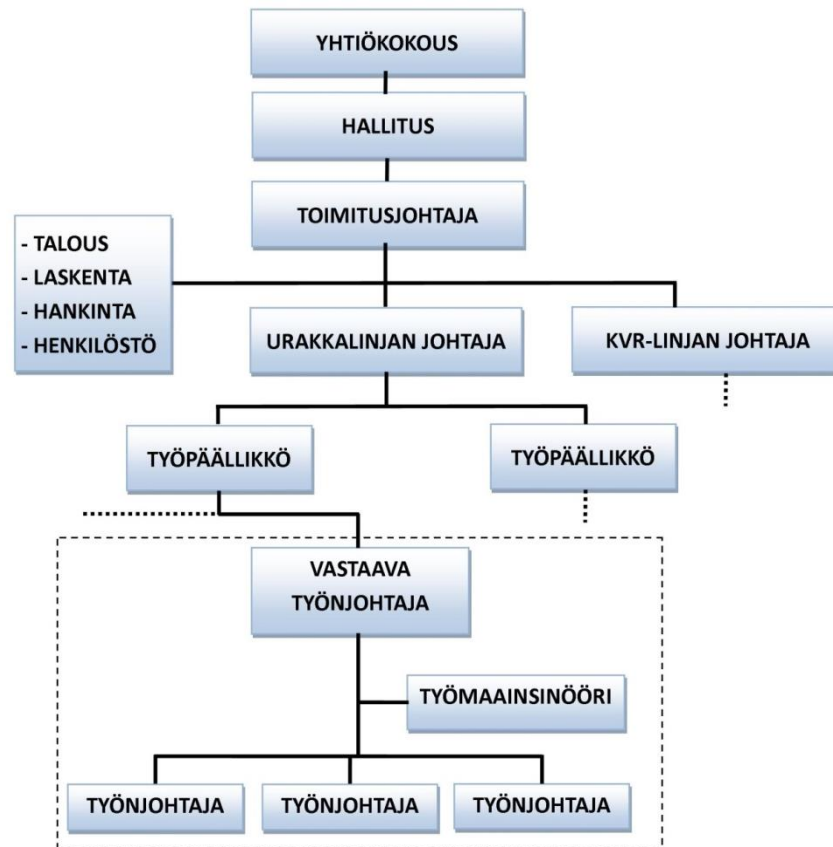 YHTIÖKOKOUS
HALLITUS
TOIMITUSJOHTAJA
- TALOUS
- LASKENTA
- HANKINTA
- HENKILÖSTÖ
URAKKALINJAN JOHTAJA
KVR-LINJAN JOHTAJA
TYÖPÄÄLLIKKÖ
TYÖPÄÄLLIKKÖ
VASTAAVA
TYÖNJOHTAJA
TYÖMAAINSINÖÖRI
TYÖNJOHTAJA
TYÖNJOHTAJA
TYÖNJOHTAJA